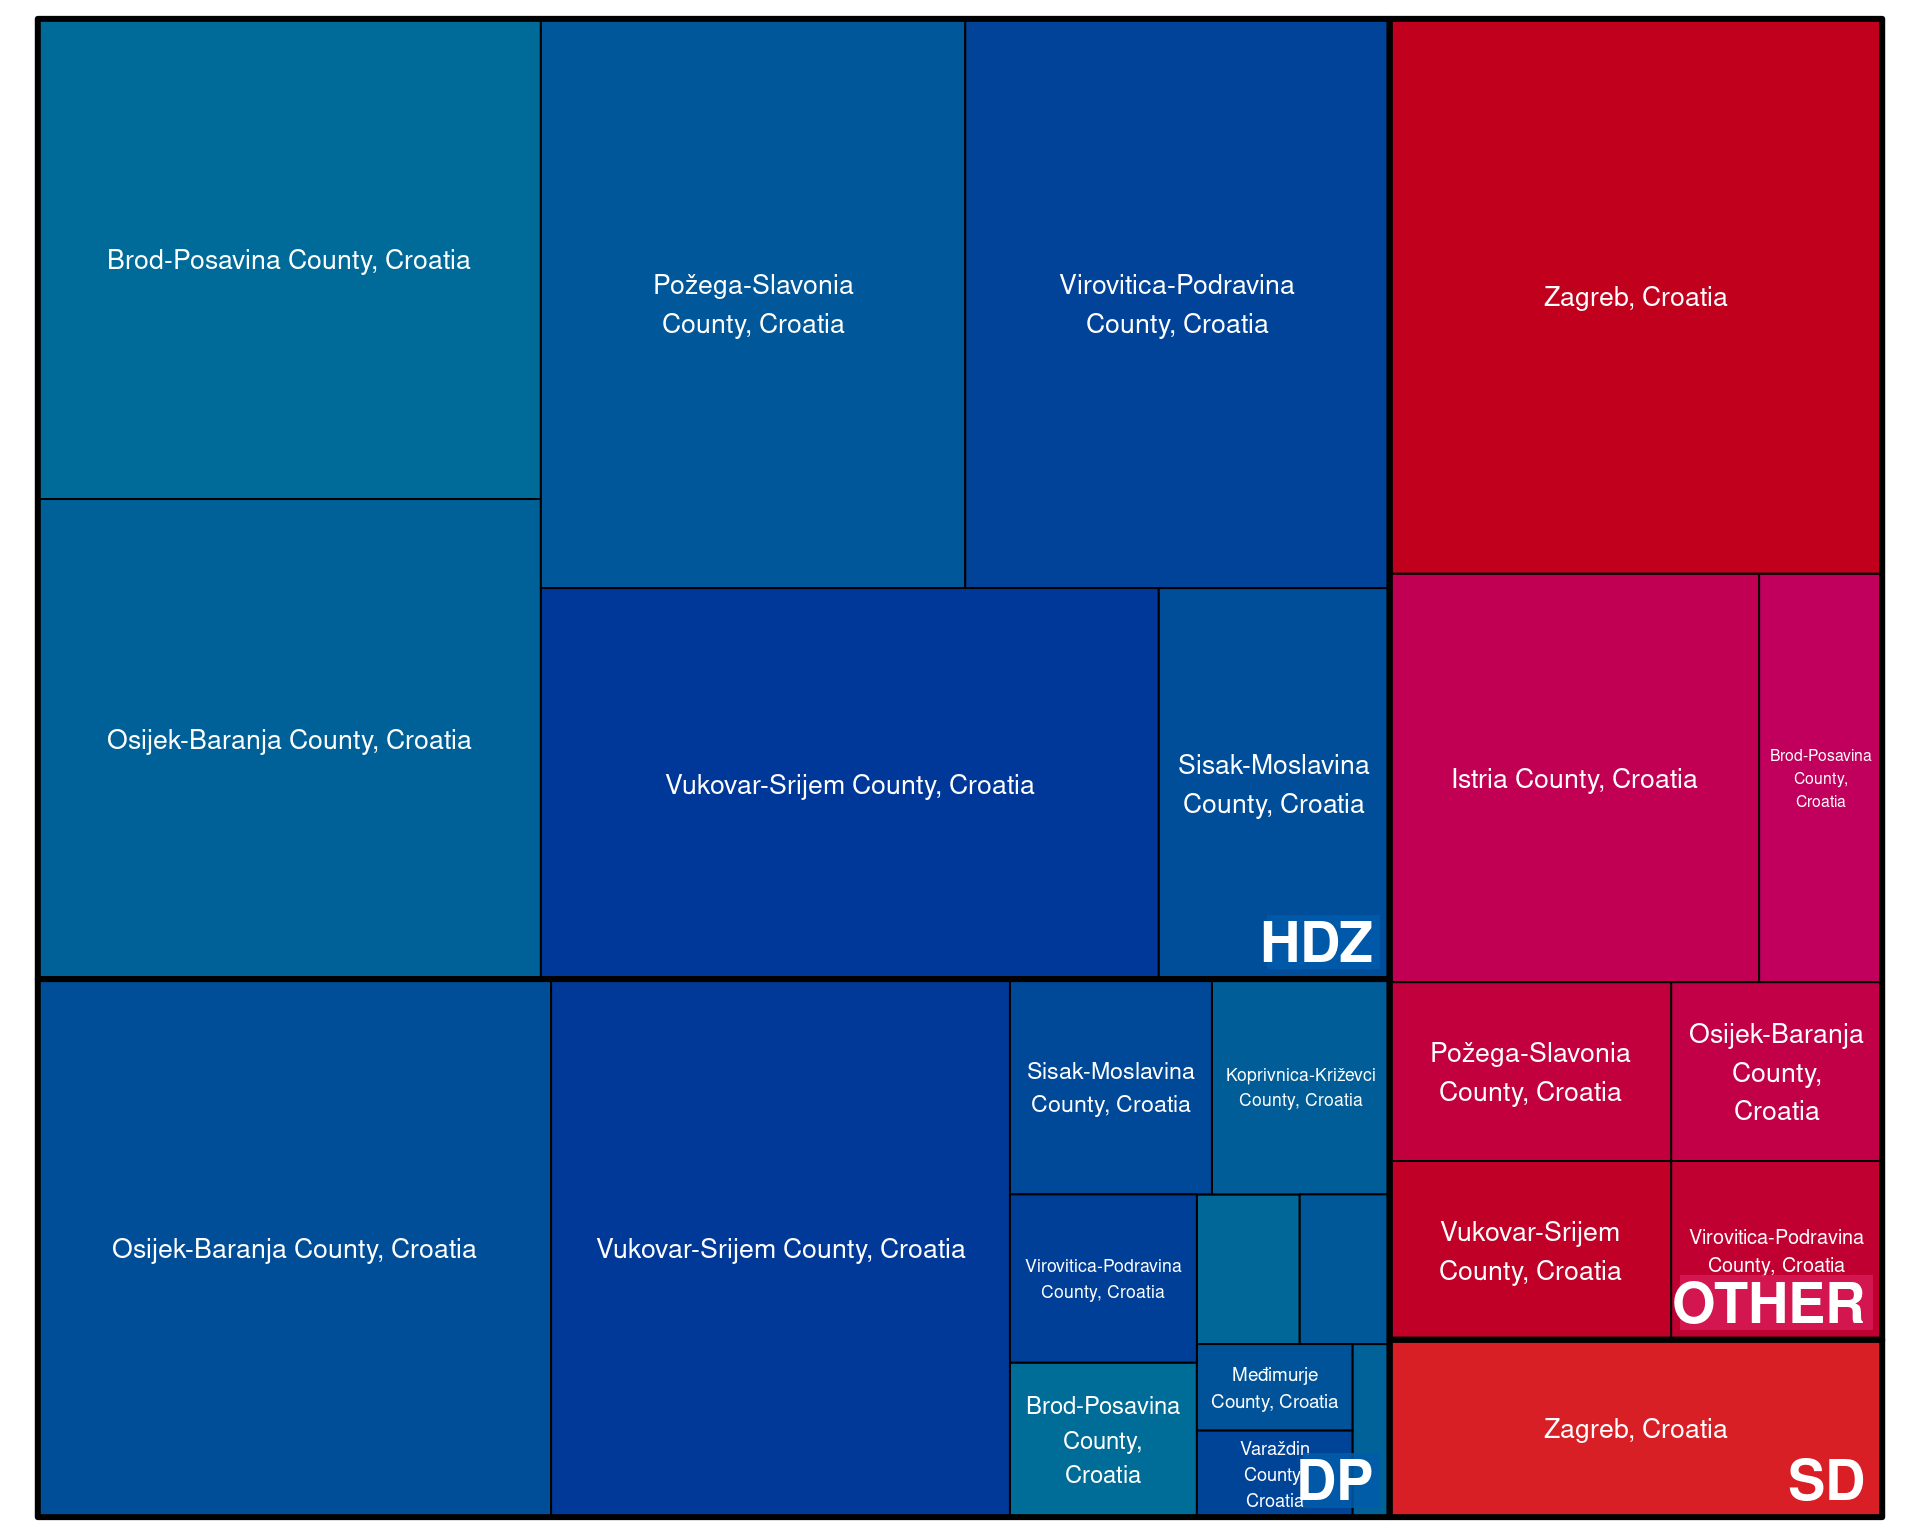 Brod-Posavina County, Croatia
Požega-Slavonia
County, Croatia
Virovitica-Podravina
County, Croatia
Zagreb, Croatia
Osijek-Baranja County, Croatia
Vukovar-Srijem County, Croatia
Sisak-Moslavina
County, Croatia
HDZ
Istria County, Croatia
Brod-Posavina
County,
Croatia
Osijek-Baranja County, Croatia
Vukovar-Srijem County, Croatia
Sisak-Moslavina
County, Croatia
Koprivnica-Križevci
County, Croatia
Virovitica-Podravina
County, Croatia
Brod-Posavina
County,
Croatia
Međimurje
County, Croatia
Varaždin
County
Croatia
DP
Požega-Slavonia
County, Croatia
Osijek-Baranja
County,
Croatia
Vukovar-Srijem
County, Croatia
Virovitica-Podravina
County, Croatia
OTHER
Zagreb, Croatia
SD